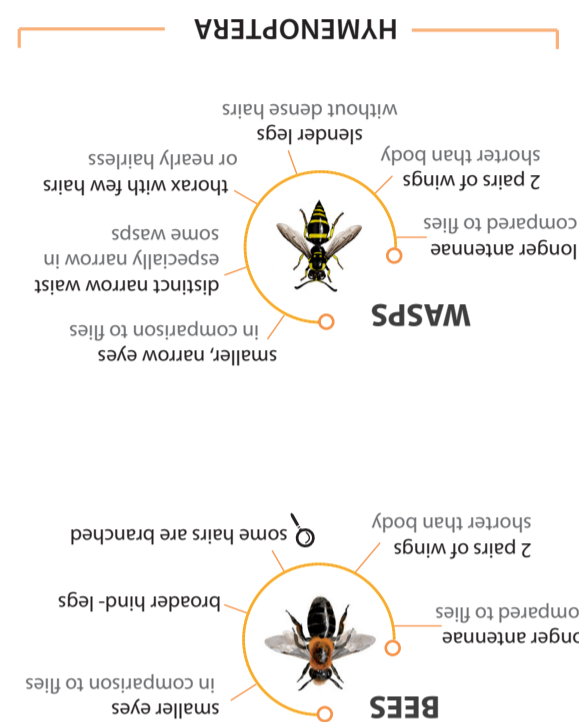 BEES
smaller eyes
in comparison to flies
onger antennae
ompared to flies
broader hind- legs
2 pairs of wings
shorter than body
some hairs are branched
WASPS
smaller, narrow eyes
in comparison to flies
longer antennae
compared to flies
distinct narrow waist
especially narrow in
some wasps
2 pairs of wings
shorter than body
thorax with few hairs
or nearly hairless
slender legs
without dense hairs
HYMENOPTERA